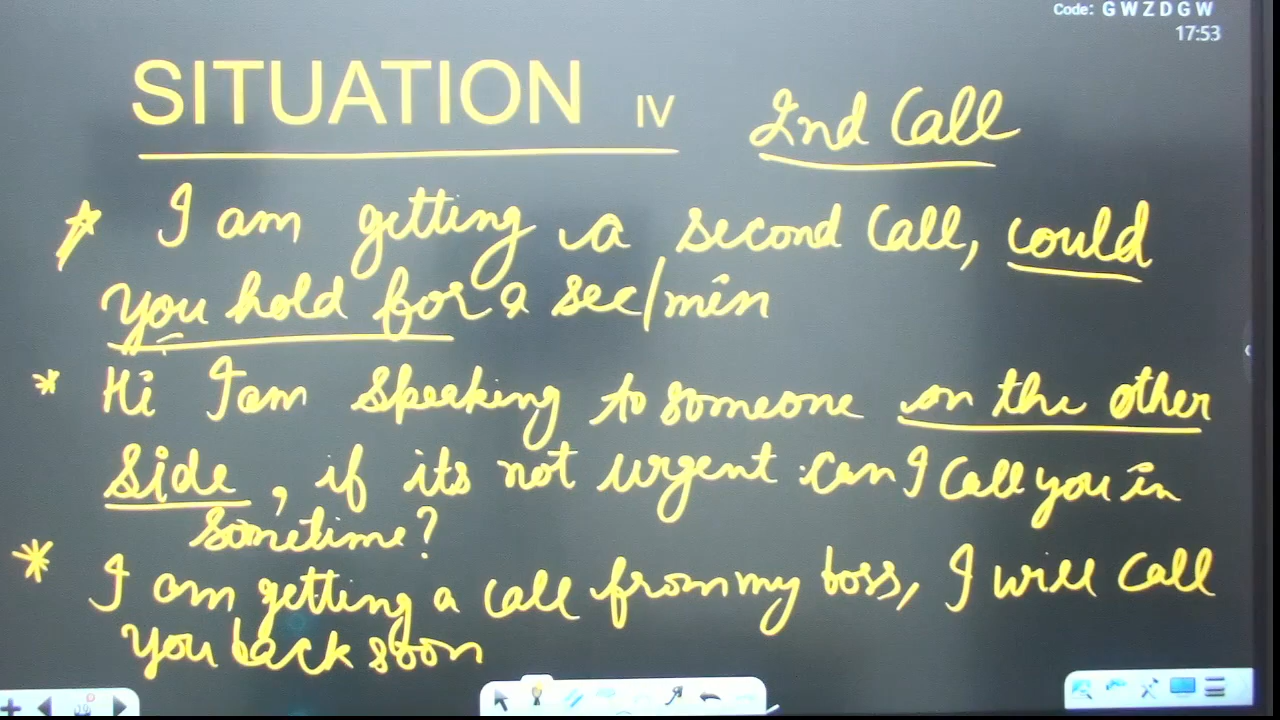 Code: GWZDGW
17:53
SITUATION IV 2nd Call
I am getting a second Call, could
you hold for a sec/min
Hi I am speaking to someone on the other
side, if its not urgent can I call you in
sometime?
I am getting a call from my boss, I will call
you back soon